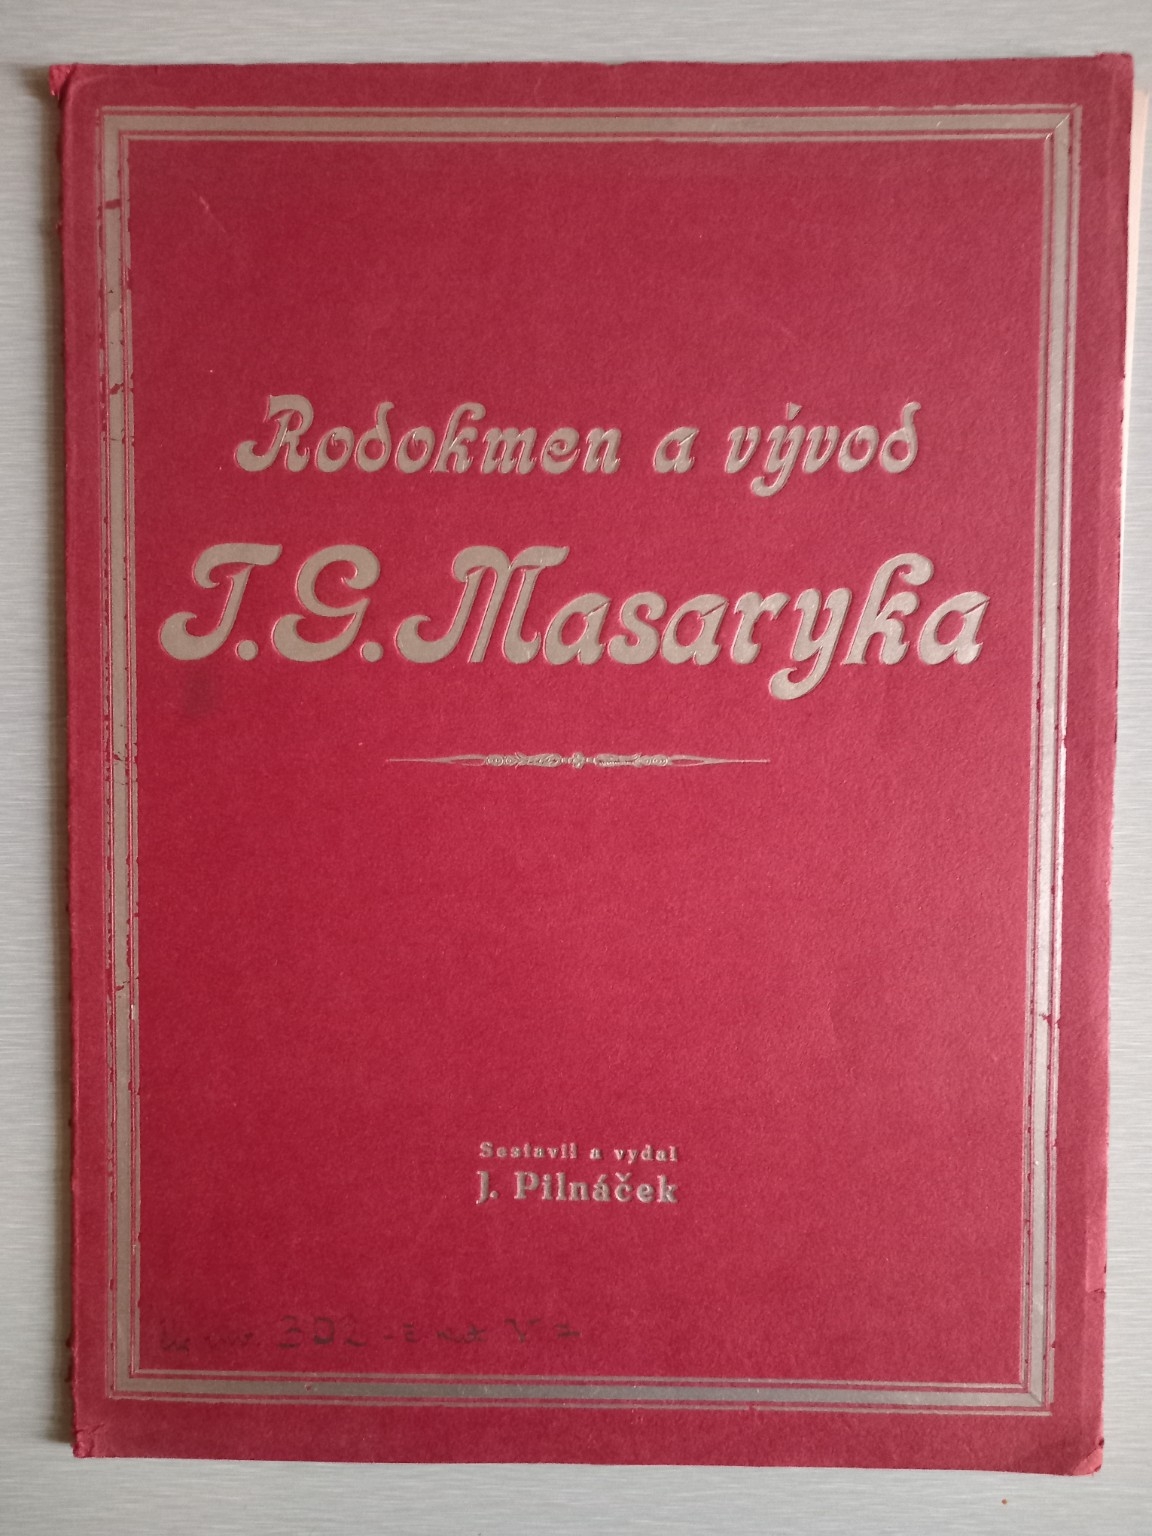 Rodokmen a vývod
T. G. Masaryka
Sestavil a vydal
J. Pilnáček